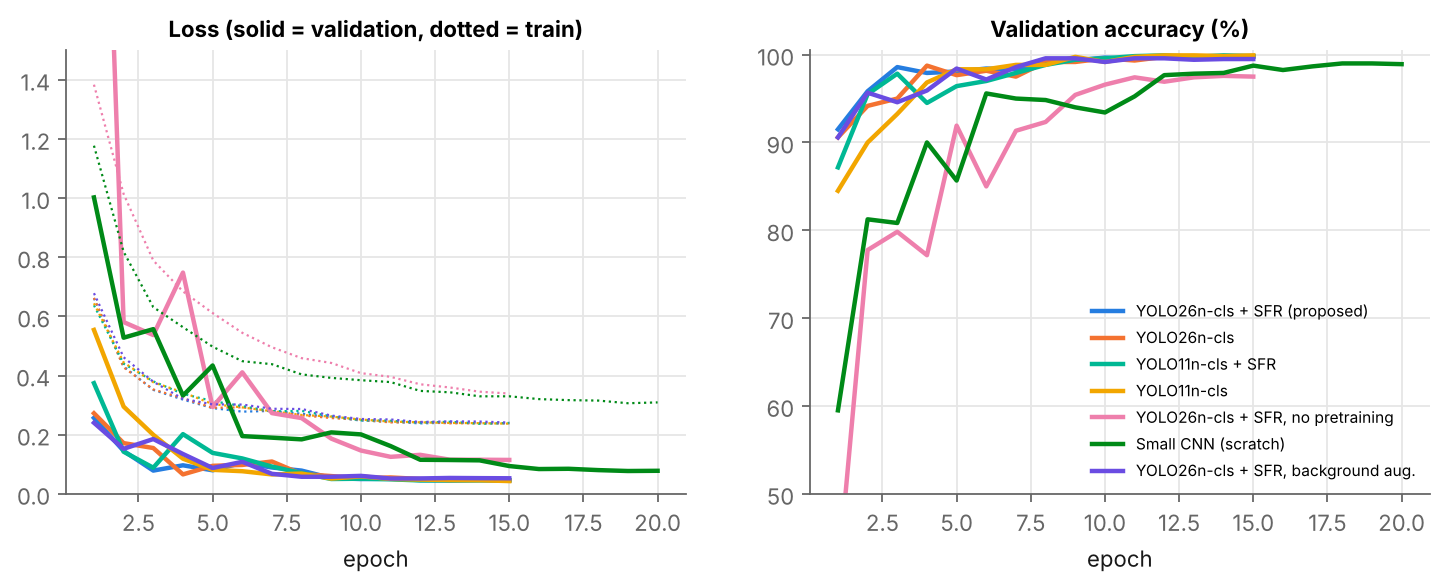 Loss (solid = validation, dotted = train)
1.4
1.2
1.0
0.8
0.6
0.4
0.2
0.0
2.5 5.0 7.5 10.0 12.5 15.0 17.5 20.0
epoch
Validation accuracy (%)
100
90
80
70
60
50
YOLO26n-cls + SFR (proposed)
YOLO26n-cls
YOLO11n-cls + SFR
YOLO11n-cls
YOLO26n-cls + SFR, no pretraining
Small CNN (scratch)
YOLO26n-cls + SFR, background aug.
2.5 5.0 7.5 10.0 12.5 15.0 17.5 20.0
epoch